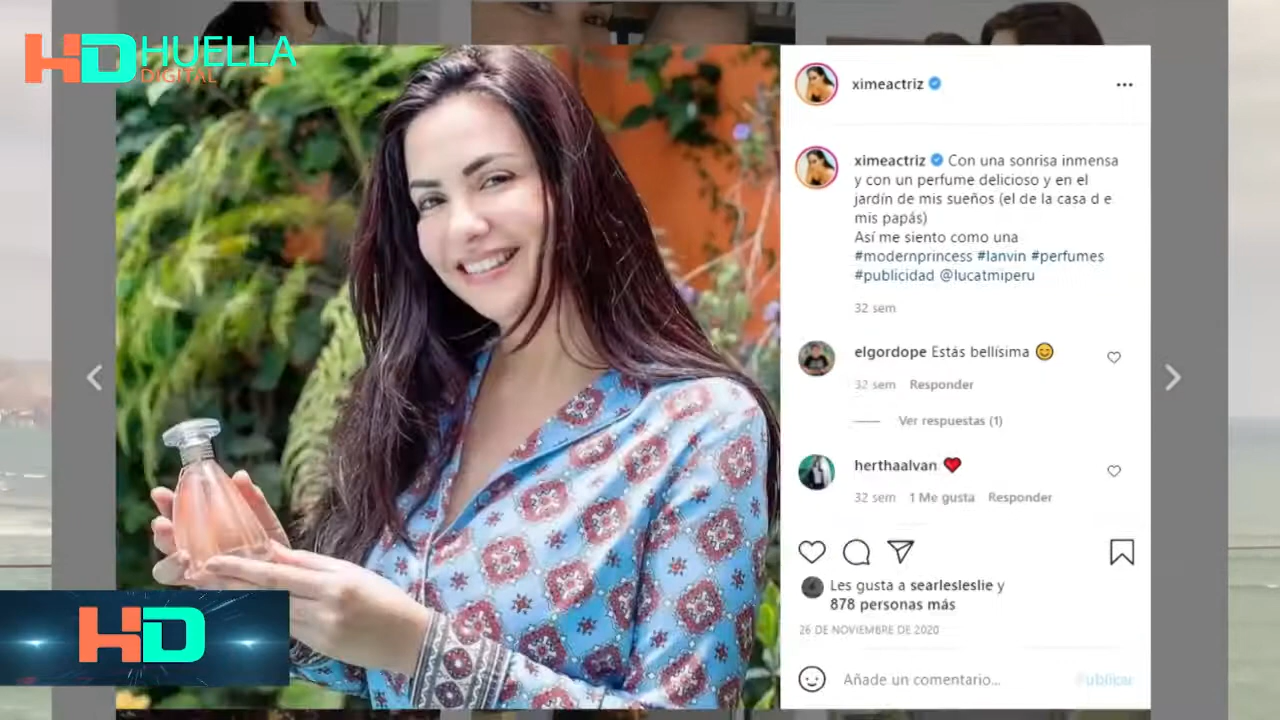 HD HUELLA
DIGITAL
ximeactriz
ximeactriz Con una sonrisa inmensa
y con un perfume delicioso y en el
jardín de mis sueños (el de la casa d e
mis papás)
Así me siento como una
#modernprincess #lanvin #perfumes
#publicidad @lucatmiperu
32 sem
elgordope Estás bellísima 😊
32 sem Responder
Ver respuestas (1)
herthaalvan ❤️
32 sem 1 Me gusta Responder
Les gusta a searlesleslie y
878 personas más
26 DE NOVIEMBRE DE 2020
Añade un comentario... Publicar
HD